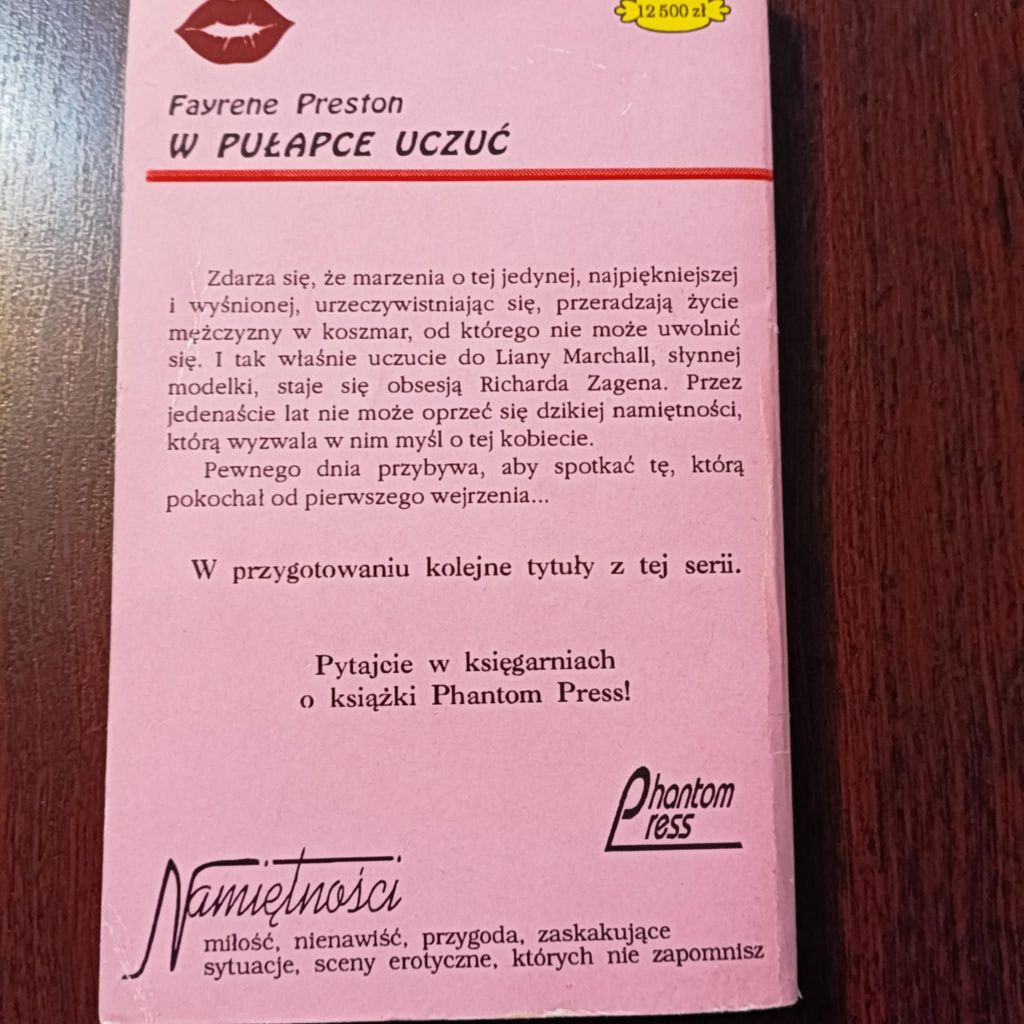 12 500 zł
Fayrene Preston
W PUŁAPCE UCZUĆ
Zdarza się, że marzenia o tej jedynej, najpiękniejszej
i wyśnionej, urzeczywistniając się, przeradzają życie
mężczyzny w koszmar, od którego nie może uwolnić
się. I tak właśnie uczucie do Liany Marchall, słynnej
modelki, staje się obsesją Richarda Zagena. Przez
jedenaście lat nie może oprzeć się dzikiej namiętności,
którą wyzwala w nim myśl o tej kobiecie.
Pewnego dnia przybywa, aby spotkać tę, którą
pokochał od pierwszego wejrzenia...
W przygotowaniu kolejne tytuły z tej serii.
Pytajcie w księgarniach
o książki Phantom Press!
Phantom
Press
Namiętności
miłość, nienawiść, przygoda, zaskakujące
sytuacje, sceny erotyczne, których nie zapomnisz